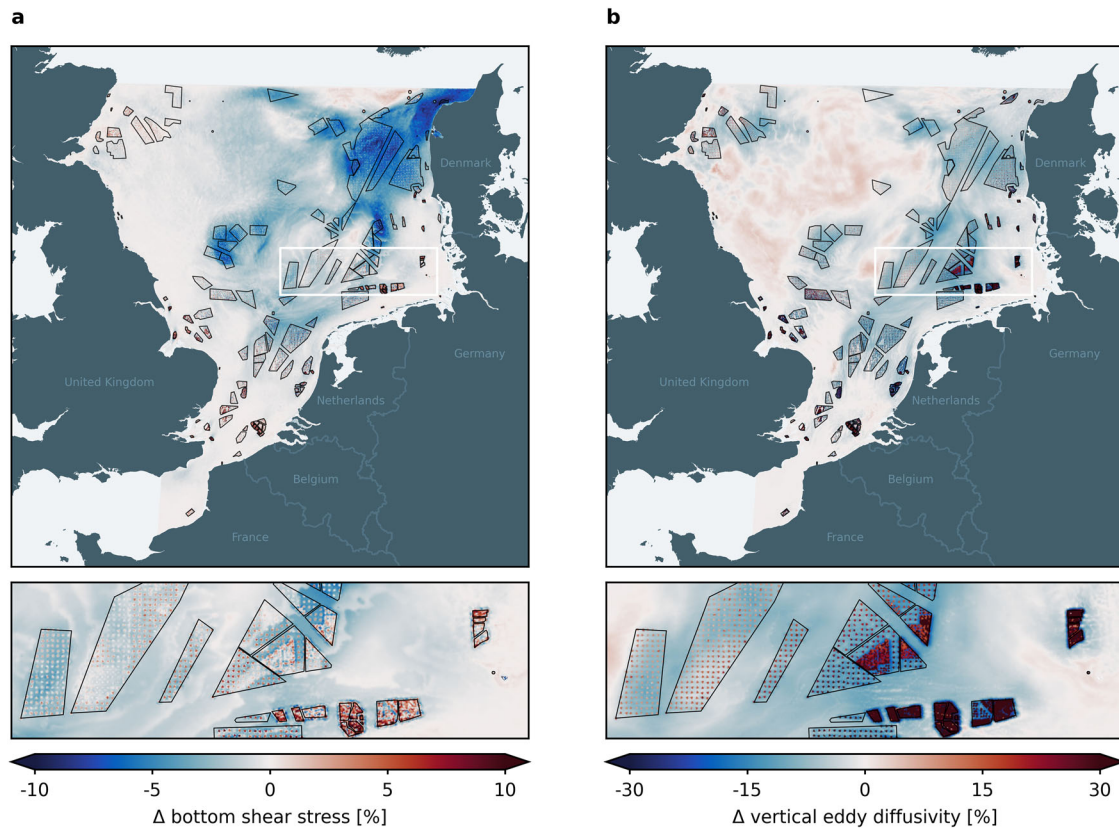 a
b
Denmark
Germany
United Kingdom
Netherlands
Belgium
France
Denmark
Germany
United Kingdom
Netherlands
Belgium
France
-10 -5 0 5 10
Δ bottom shear stress [%]
-30 -15 0 15 30
Δ vertical eddy diffusivity [%]